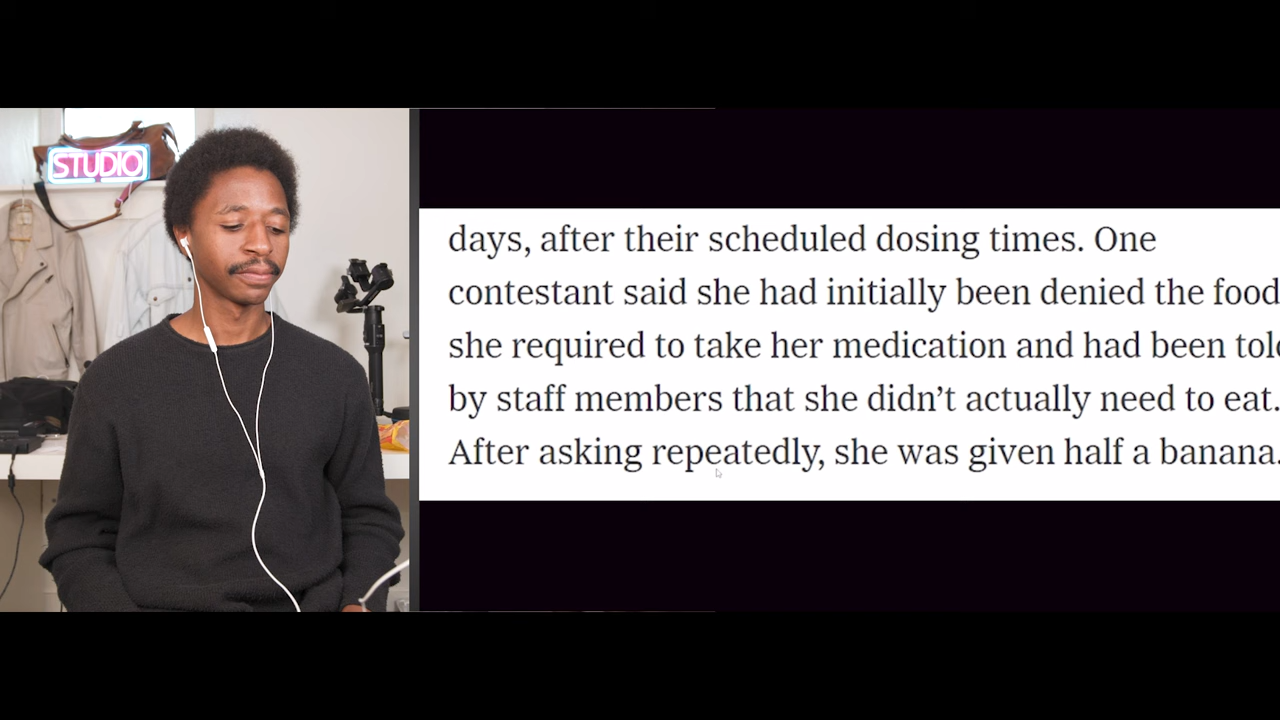 STUDIO
days, after their scheduled dosing times. One
contestant said she had initially been denied the food
she required to take her medication and had been
by staff members that she didn’t actually need to eat.
After asking repeatedly, she was given half a banana.